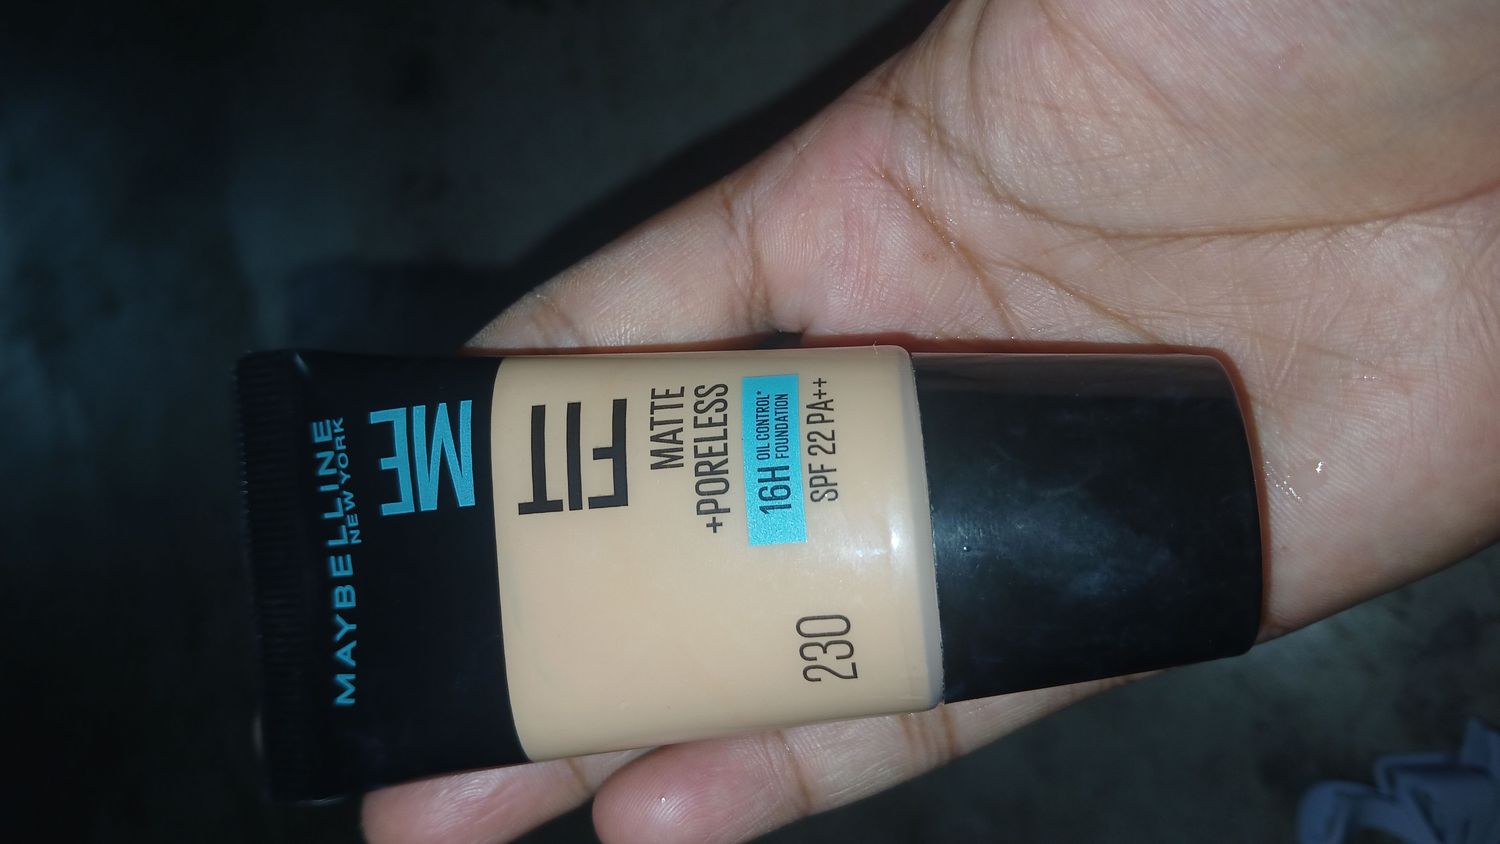 MAYBELLINE
NEW YORK
FIT
ME
MATTE
+PORELESS
16H OIL CONTROL*
FOUNDATION
SPF 22 PA++
230